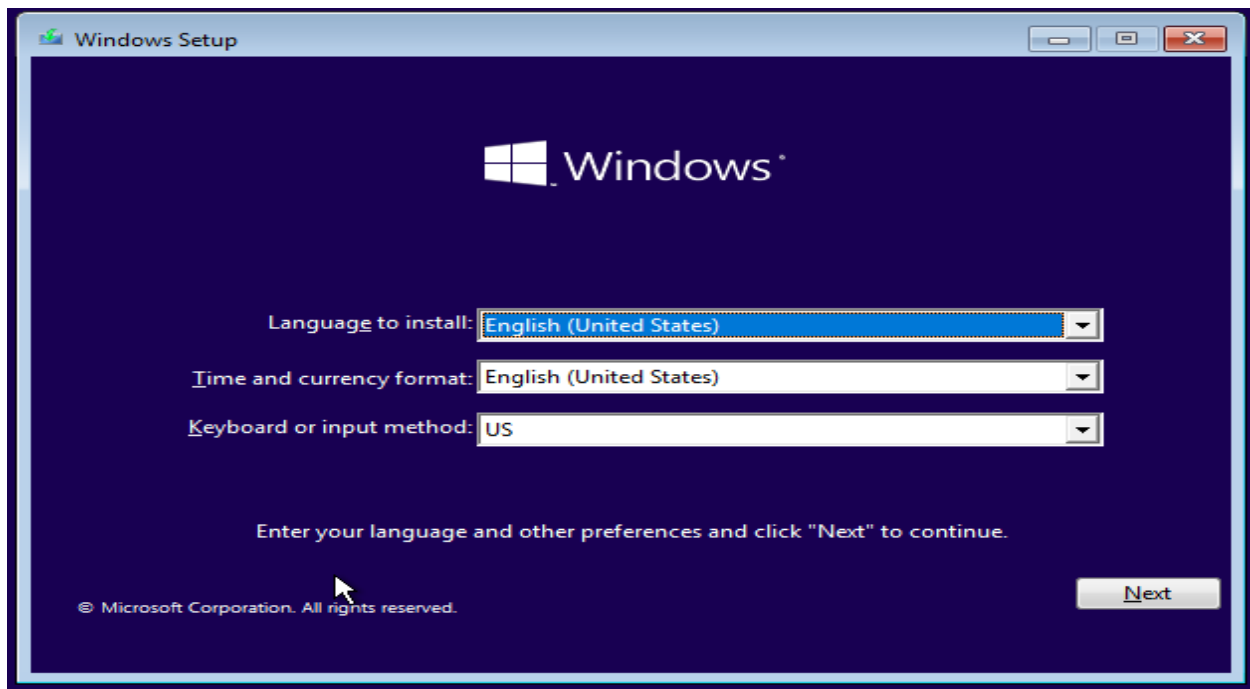 Windows Setup
Windows
Language to install: English (United States)
Time and currency format: English (United States)
Keyboard or input method: US
Enter your language and other preferences and click "Next" to continue.
© Microsoft Corporation. All rights reserved.
Next